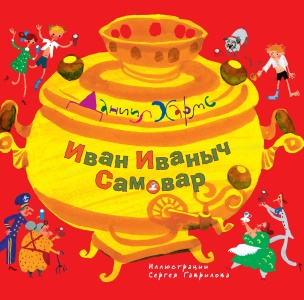 Даниил Хармс
Иван Иваныч
Самовар
Иллюстрации
Сергея Гаврилова